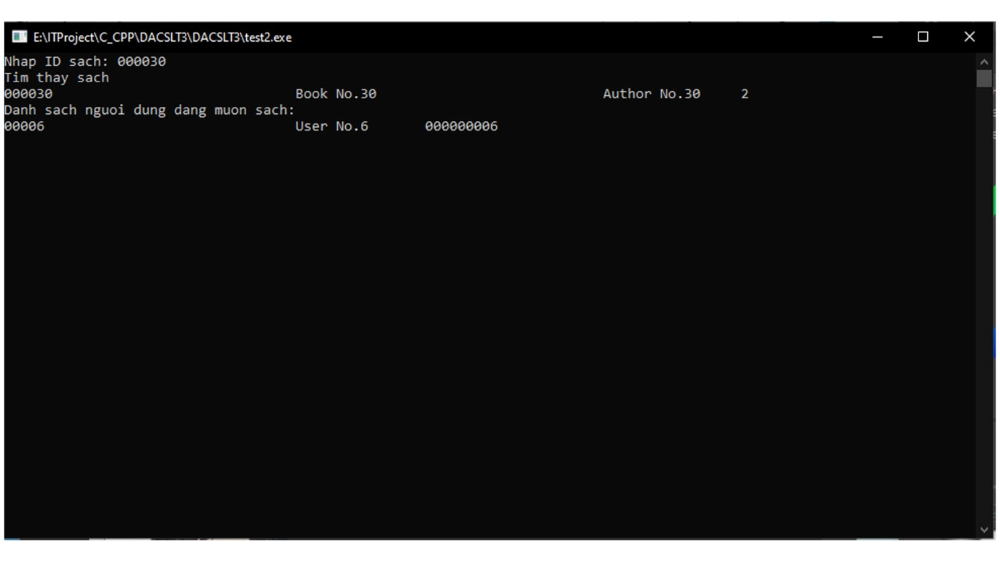 E:\ITProject\C_CPP\DACSLT3\DACSLT3\test2.exe
Nhap ID sach: 000030
Tim thay sach
000030 Book No.30 Author No.30 2
Danh sach nguoi dung dang muon sach:
00006 User No.6 000000006